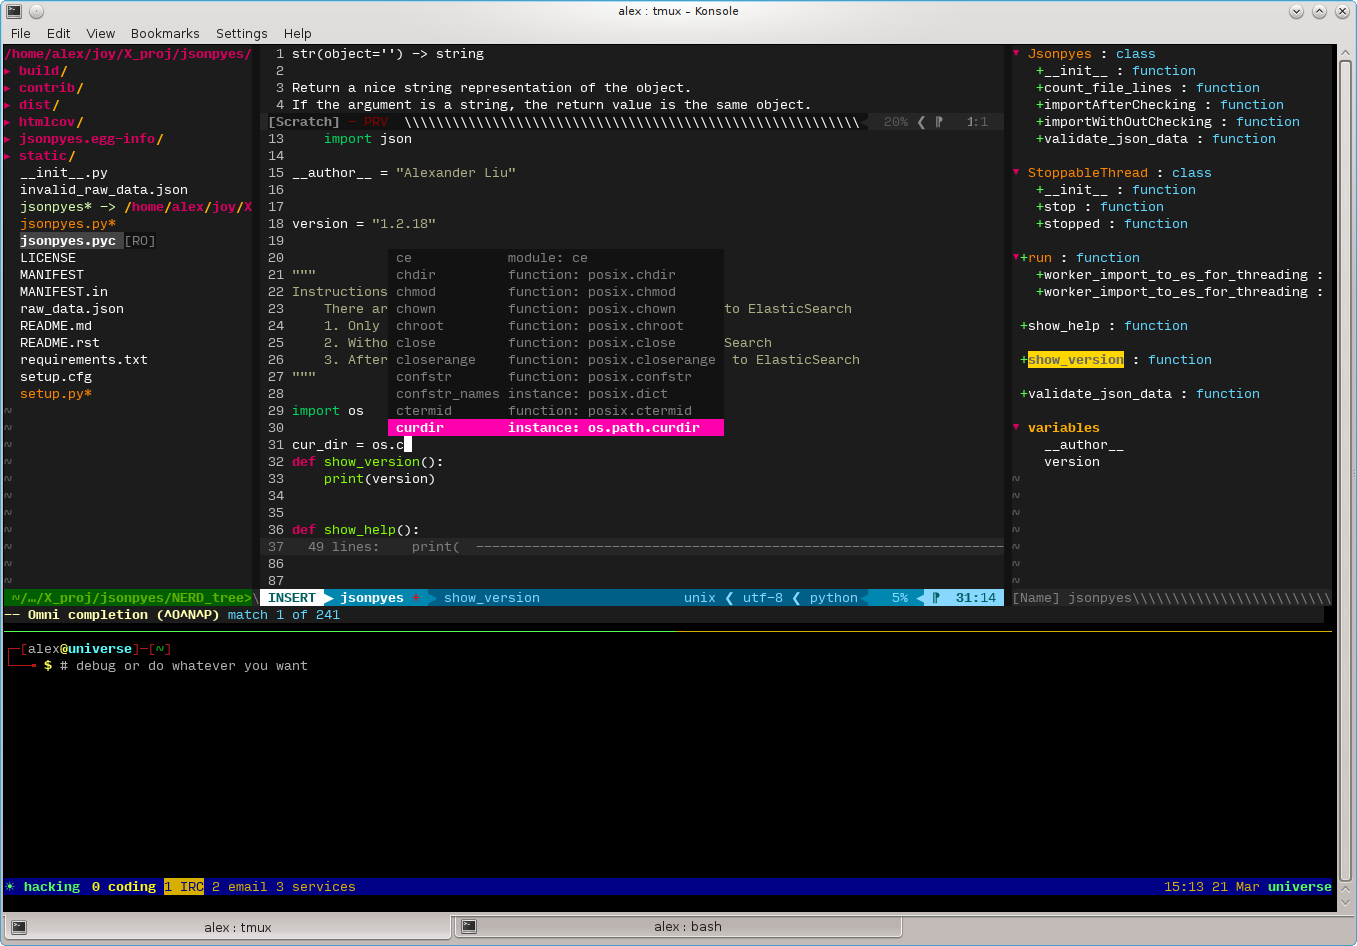 alex : tmux – Konsole
File Edit View Bookmarks Settings Help
/home/alex/joy/X_proj/jsonpyes/
▸ build/
▸ contrib/
▸ dist/
▸ htmlcov/
▸ jsonpyes.egg-info/
▸ static/
__init__.py
invalid_raw_data.json
jsonpyes* -> /home/alex/joy/X
jsonpyes.py*
jsonpyes.pyc [RO]
LICENSE
MANIFEST
MANIFEST.in
raw_data.json
README.md
README.rst
requirements.txt
setup.cfg
setup.py*
~
~
~
~
~
~
~
~
~
~
~
~/…/X_proj/jsonpyes/NERD_tree>\
1 str(object='') -> string
2
3 Return a nice string representation of the object.
4 If the argument is a string, the return value is the same object.
[Scratch] - PRV \\\\\\\\\\\\\\\\\\\\\\\\\\\\\\\\\\\\\\\\\\\\\\\\\\\\\\\\\ 20% ❮ ⁋ 1:1
13     import json
14
15 __author__ = "Alexander Liu"
16
17
18 version = "1.2.18"
19
20
21 """
22 Instructions
23     There ar to ElasticSearch
24     1. Only
25     2. Witho Search
26     3. After to ElasticSearch
27 """
28
29 import os
30
31 cur_dir = os.c
32 def show_version():
33     print(version)
34
35
36 def show_help():
37   49 lines:    print( ------------------------------------------------------------------
86
87
ce module: ce
chdir function: posix.chdir
chmod function: posix.chmod
chown function: posix.chown
chroot function: posix.chroot
close function: posix.close
closerange function: posix.closerange
confstr function: posix.confstr
confstr_names instance: posix.dict
ctermid function: posix.ctermid
curdir instance: os.path.curdir
INSERT jsonpyes + show_version unix ❮ utf-8 ❮ python 5% ⁋ 31:14
▾ Jsonpyes : class
+__init__ : function
+count_file_lines : function
+importAfterChecking : function
+importWithOutChecking : function
+validate_json_data : function
▾ StoppableThread : class
+__init__ : function
+stop : function
+stopped : function
▾+run : function
+worker_import_to_es_for_threading :
+worker_import_to_es_for_threading :
+show_help : function
+show_version : function
+validate_json_data : function
▾ variables
__author__
version
~
~
~
~
~
~
~
[Name] jsonpyes\\\\\\\\\\\\\\\\\\\\\\\\\
-- Omni completion (^O^N^P) match 1 of 241
┌─[alex@universe]─[~]
└──╼ $ # debug or do whatever you want
☀ hacking 0 coding 1 IRC 2 email 3 services 15:13 21 Mar universe
alex : tmux
alex : bash